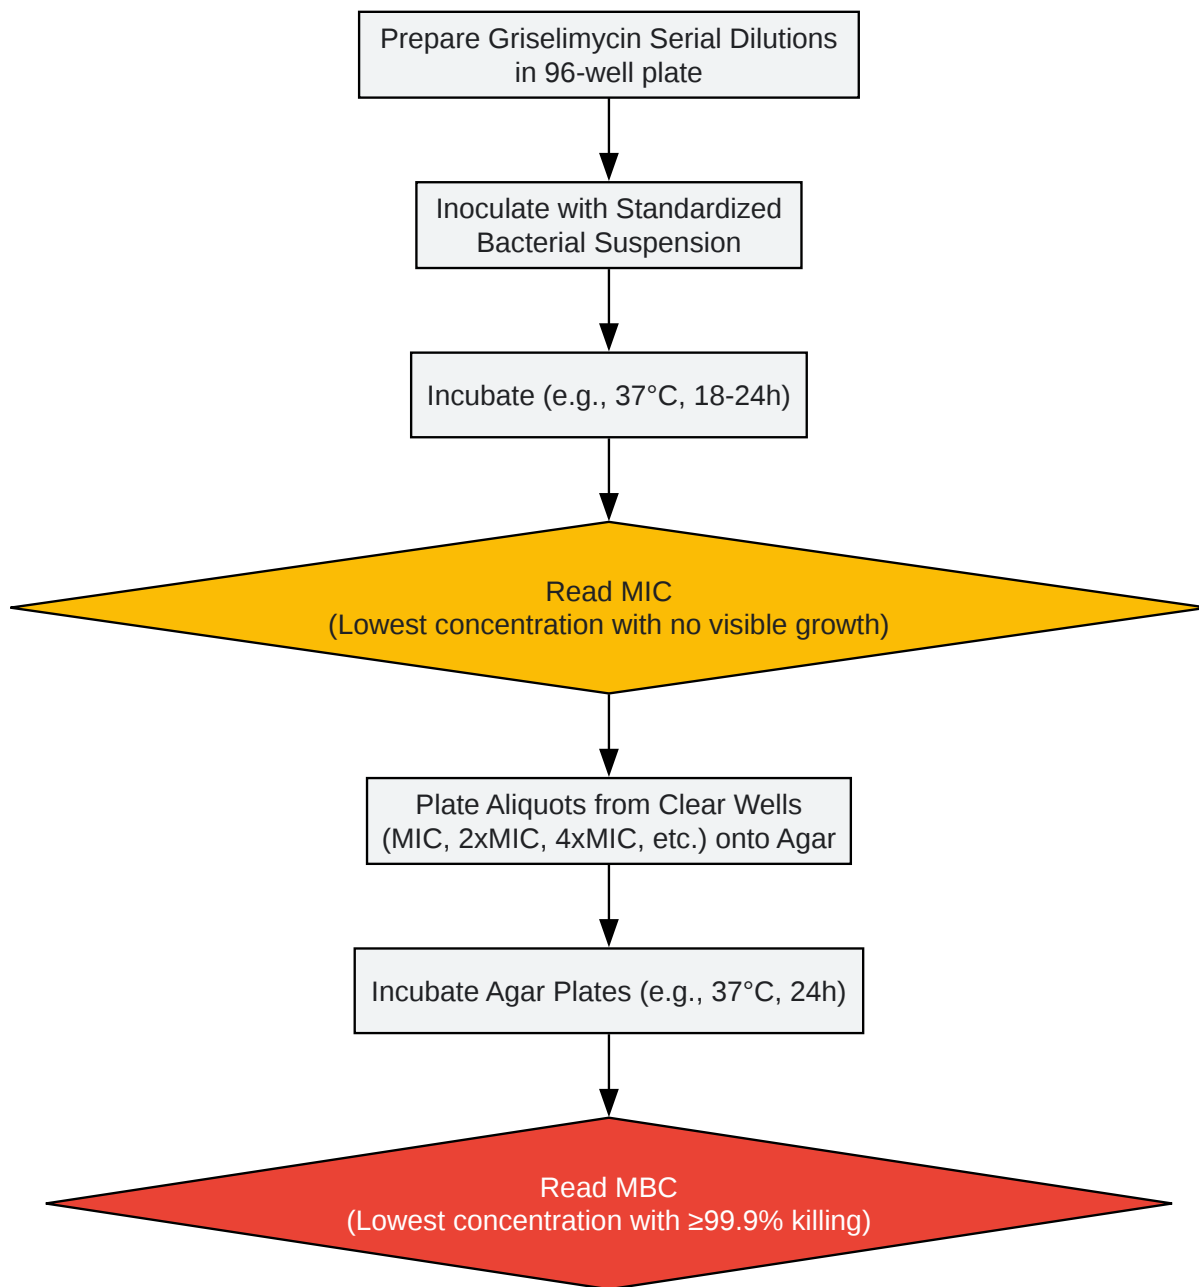 Prepare Griselimycin Serial Dilutions
in 96-well plate
Inoculate with Standardized
Bacterial Suspension
Incubate (e.g., 37°C, 18-24h)
Read MIC
(Lowest concentration with no visible growth)
Plate Aliquots from Clear Wells
(MIC, 2xMIC, 4xMIC, etc.) onto Agar
Incubate Agar Plates (e.g., 37°C, 24h)
Read MBC
(Lowest concentration with ≥99.9% killing)